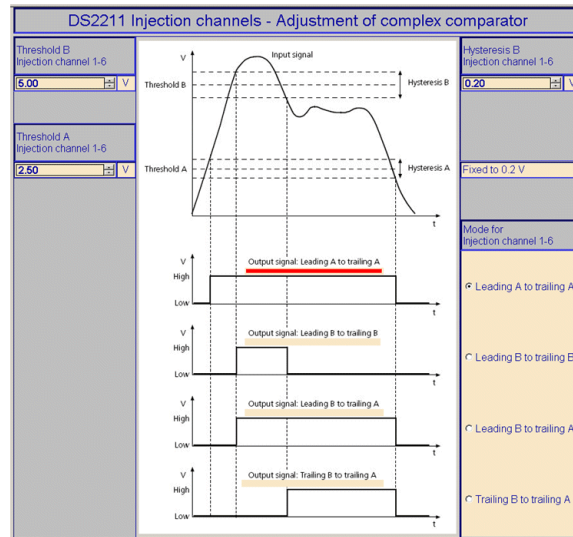 DS2211 Injection channels - Adjustment of complex comparator
Threshold B
Injection channel 1-6
5.00 V
Threshold A
Injection channel 1-6
2.50 V
V
Input signal
Threshold B
Hysteresis B
Threshold A
Hysteresis A
t
V
Output signal: Leading A to trailing A
High
Low
t
V
Output signal: Leading B to trailing B
High
Low
t
V
Output signal: Leading B to trailing A
High
Low
t
V
Output signal: Trailing B to trailing A
High
Low
t
Hysteresis B
Injection channel 1-6
0.20 V
Fixed to 0.2 V
Mode for
Injection channel 1-6
Leading A to trailing A
Leading B to trailing B
Leading B to trailing A
Trailing B to trailing A